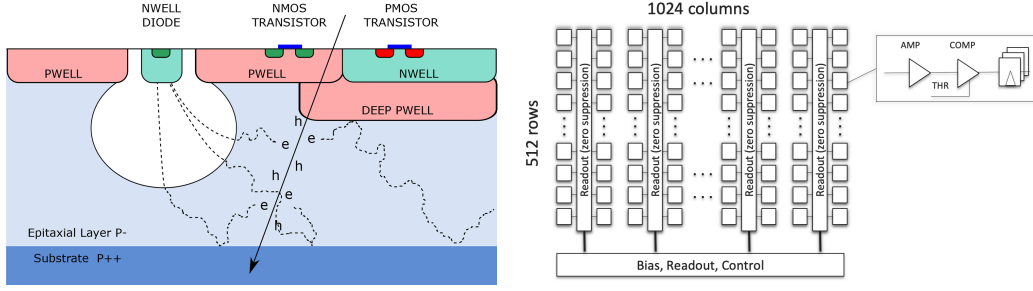 NWELL
DIODE
NMOS
TRANSISTOR
PMOS
TRANSISTOR
PWELL
PWELL
NWELL
DEEP PWELL
h
e
e
h
h
e
e
h
Epitaxial Layer P-
Substrate P++
1024 columns
512 rows
Readout (zero suppression)
Readout (zero suppression)
Readout (zero suppression)
Readout (zero suppression)
AMP
COMP
THR
Bias, Readout, Control